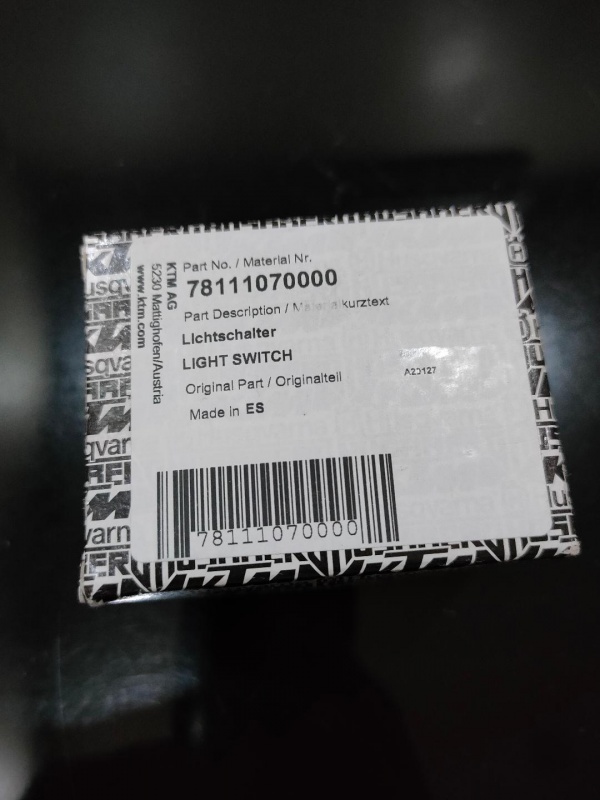 KTM AG
5230 Mattighofen/Austria
www.ktm.com
Part No. / Material Nr.
78111070000
Part Description / Materialkurztext
Lichtschalter
LIGHT SWITCH
Original Part / Originalteil
A20127
Made in ES
78111070000